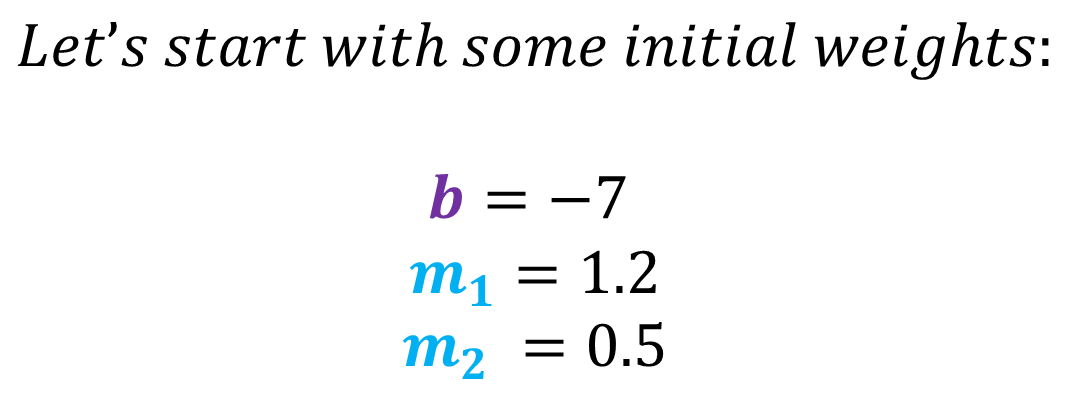 Let's start with some initial weights:
b = −7
m₁ = 1.2
m₂ = 0.5